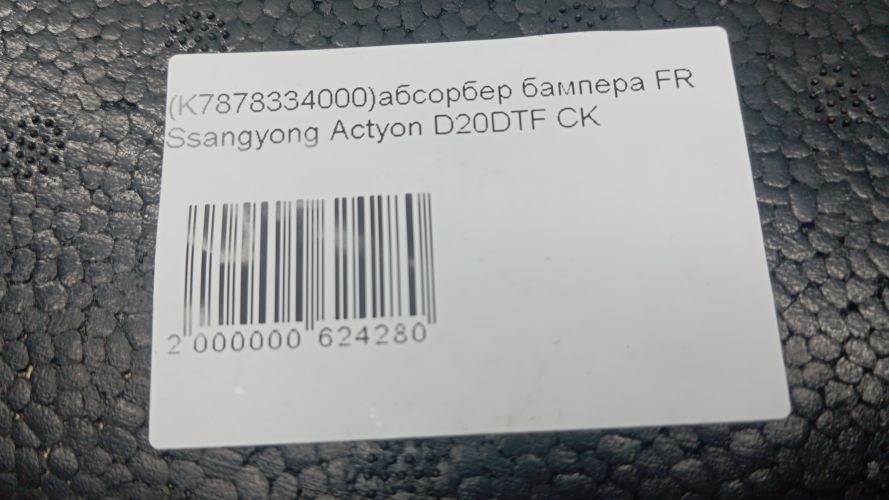 (K7878334000)абсорбер бампера FR
Ssangyong Actyon D20DTF CK
2 000000 624280